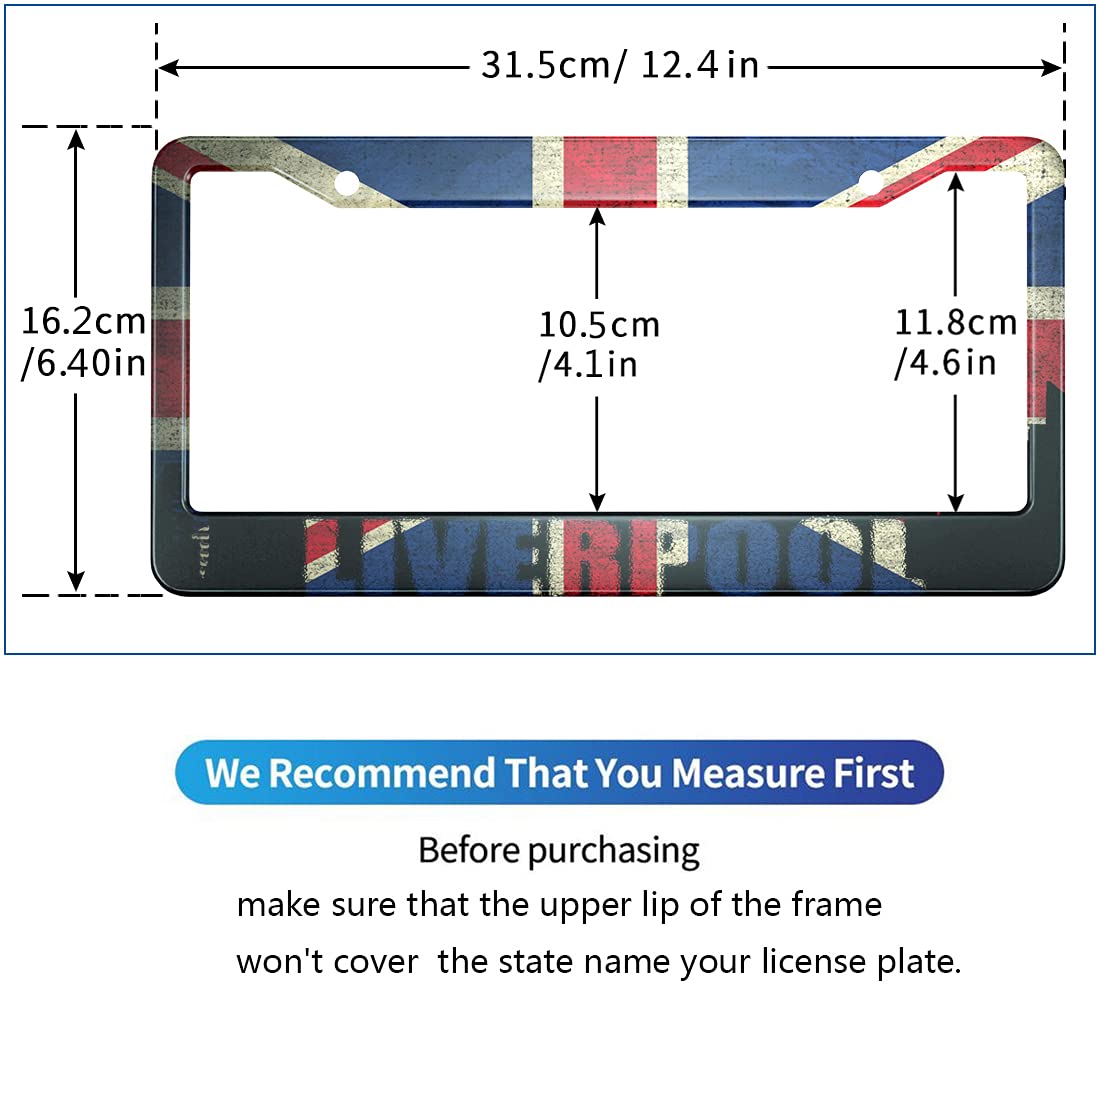 31.5cm/ 12.4in
16.2cm
/6.40in
10.5cm
/4.1in
11.8cm
/4.6in
LIVERPOOL
We Recommend That You Measure First
Before purchasing
make sure that the upper lip of the frame
won't cover  the state name your license plate.